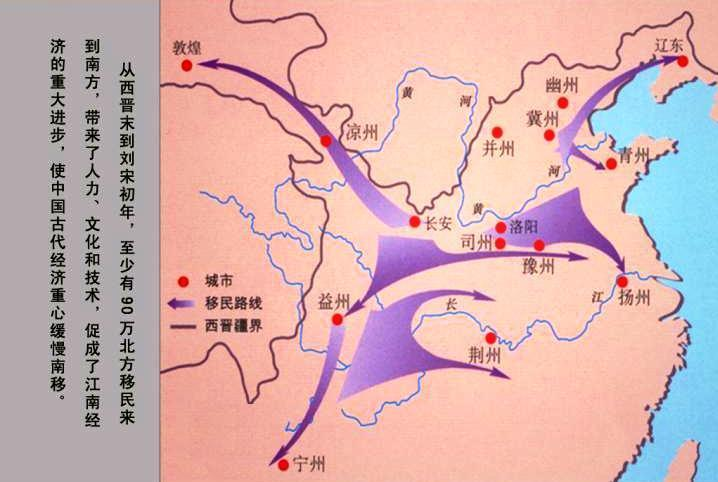 从西晋末到刘宋初年，至少有90万北方移民来
到南方，带来了人力、文化和技术，促成了江南经
济的重大进步，使中国古代经济重心缓慢南移。
敦煌
辽东
幽州
黄
河
冀州
凉州
并州
青州
河
黄
长安
洛阳
司州
豫州
城市
移民路线
西晋疆界
益州
长
江
扬州
荆州
宁州